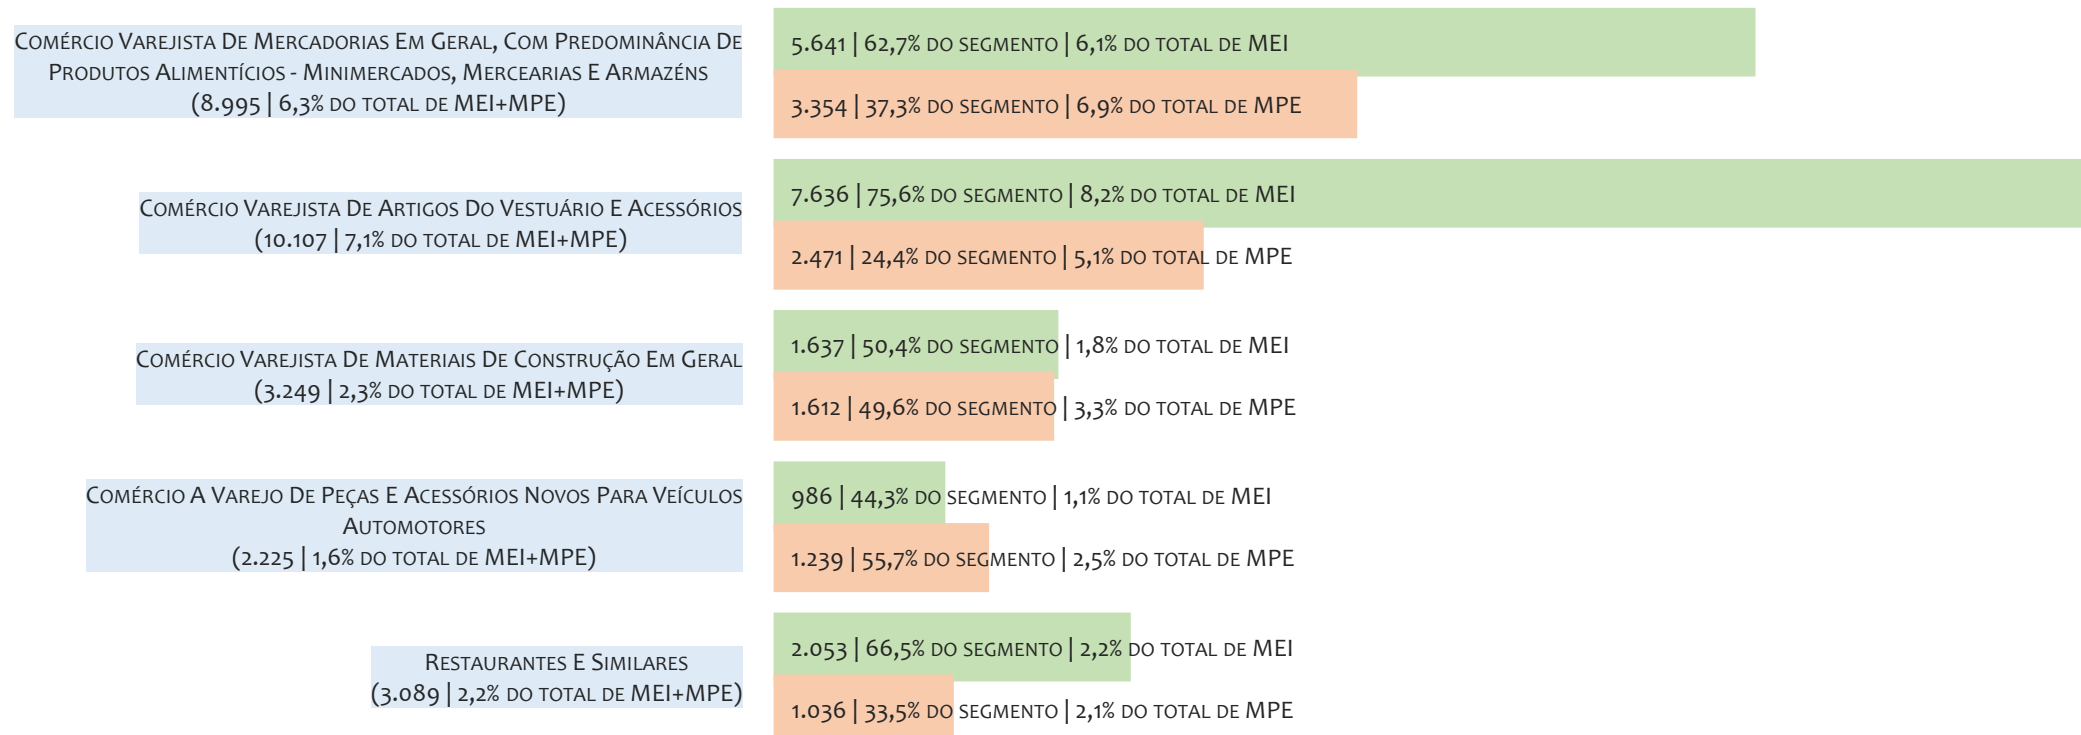 Comércio Varejista De Mercadorias Em Geral, Com Predominância De
Produtos Alimentícios - Minimercados, Mercearias E Armazéns
(8.995 | 6,3% do total de MEI+MPE)
5.641 | 62,7% do segmento | 6,1% do total de MEI
3.354 | 37,3% do segmento | 6,9% do total de MPE
Comércio Varejista De Artigos Do Vestuário E Acessórios
(10.107 | 7,1% do total de MEI+MPE)
7.636 | 75,6% do segmento | 8,2% do total de MEI
2.471 | 24,4% do segmento | 5,1% do total de MPE
Comércio Varejista De Materiais De Construção Em Geral
(3.249 | 2,3% do total de MEI+MPE)
1.637 | 50,4% do segmento | 1,8% do total de MEI
1.612 | 49,6% do segmento | 3,3% do total de MPE
Comércio A Varejo De Peças E Acessórios Novos Para Veículos
Automotores
(2.225 | 1,6% do total de MEI+MPE)
986 | 44,3% do segmento | 1,1% do total de MEI
1.239 | 55,7% do segmento | 2,5% do total de MPE
Restaurantes E Similares
(3.089 | 2,2% do total de MEI+MPE)
2.053 | 66,5% do segmento | 2,2% do total de MEI
1.036 | 33,5% do segmento | 2,1% do total de MPE